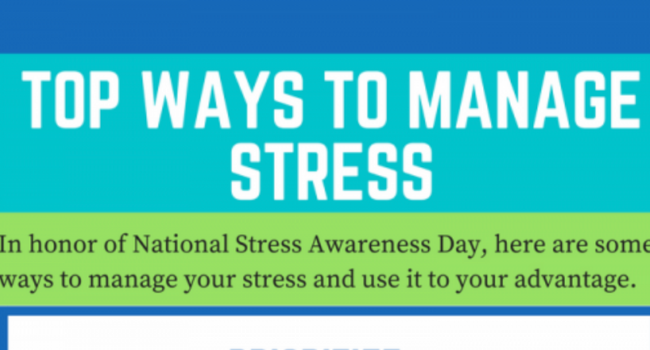 TOP WAYS TO MANAGE
STRESS
In honor of National Stress Awareness Day, here are some
ways to manage your stress and use it to your advantage.